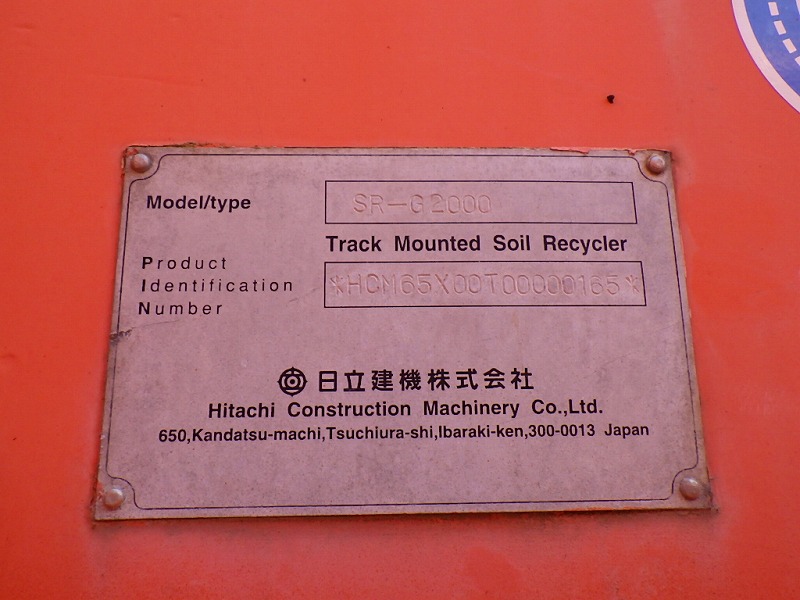 Model/type SR-G2000
Track Mounted Soil Recycler
Product
Identification
Number
*HCM65X00T00000165*
日立建機株式会社
Hitachi Construction Machinery Co.,Ltd.
650,Kandatsu-machi,Tsuchiura-shi,Ibaraki-ken,300-0013 Japan